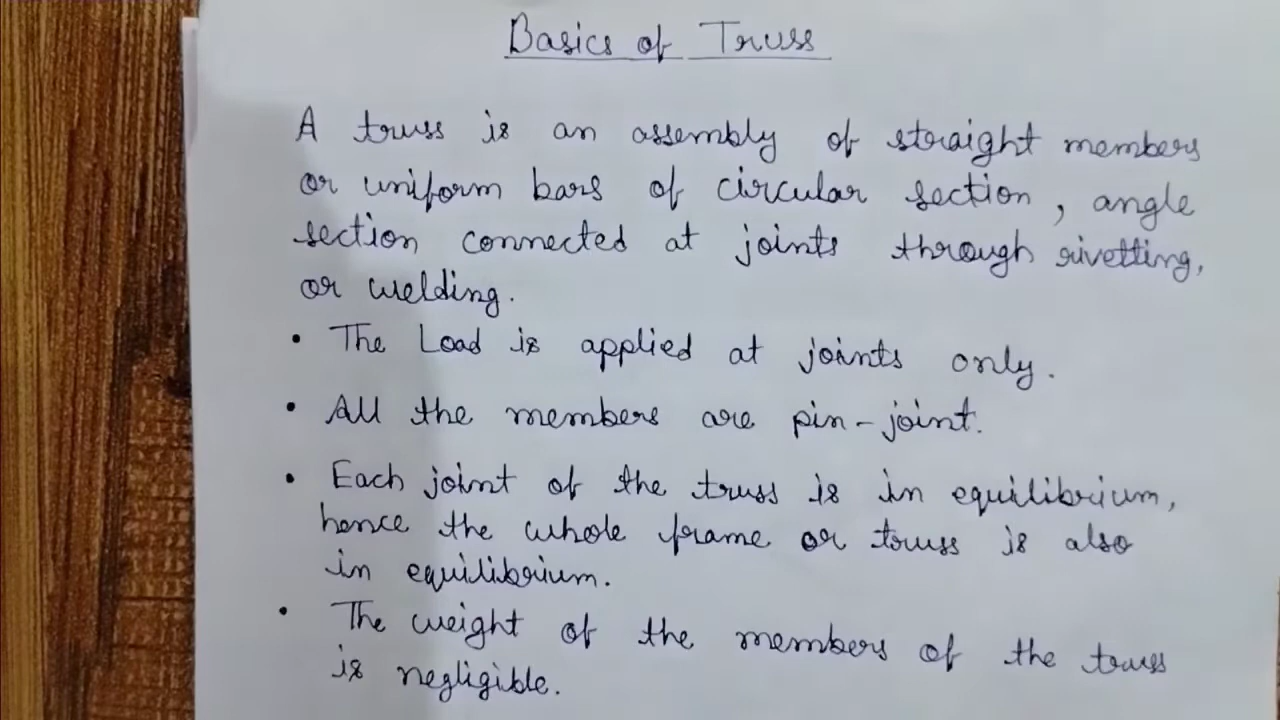 Basics of Truss
A truss is an assembly of straight members
or uniform bars of circular section, angle
section connected at joints through rivetting,
or welding.
• The Load is applied at joints only.
• All the members are pin-joint.
• Each joint of the truss is in equilibrium,
hence the whole frame or truss is also
in equilibrium.
• The weight of the members of the truss
is negligible.